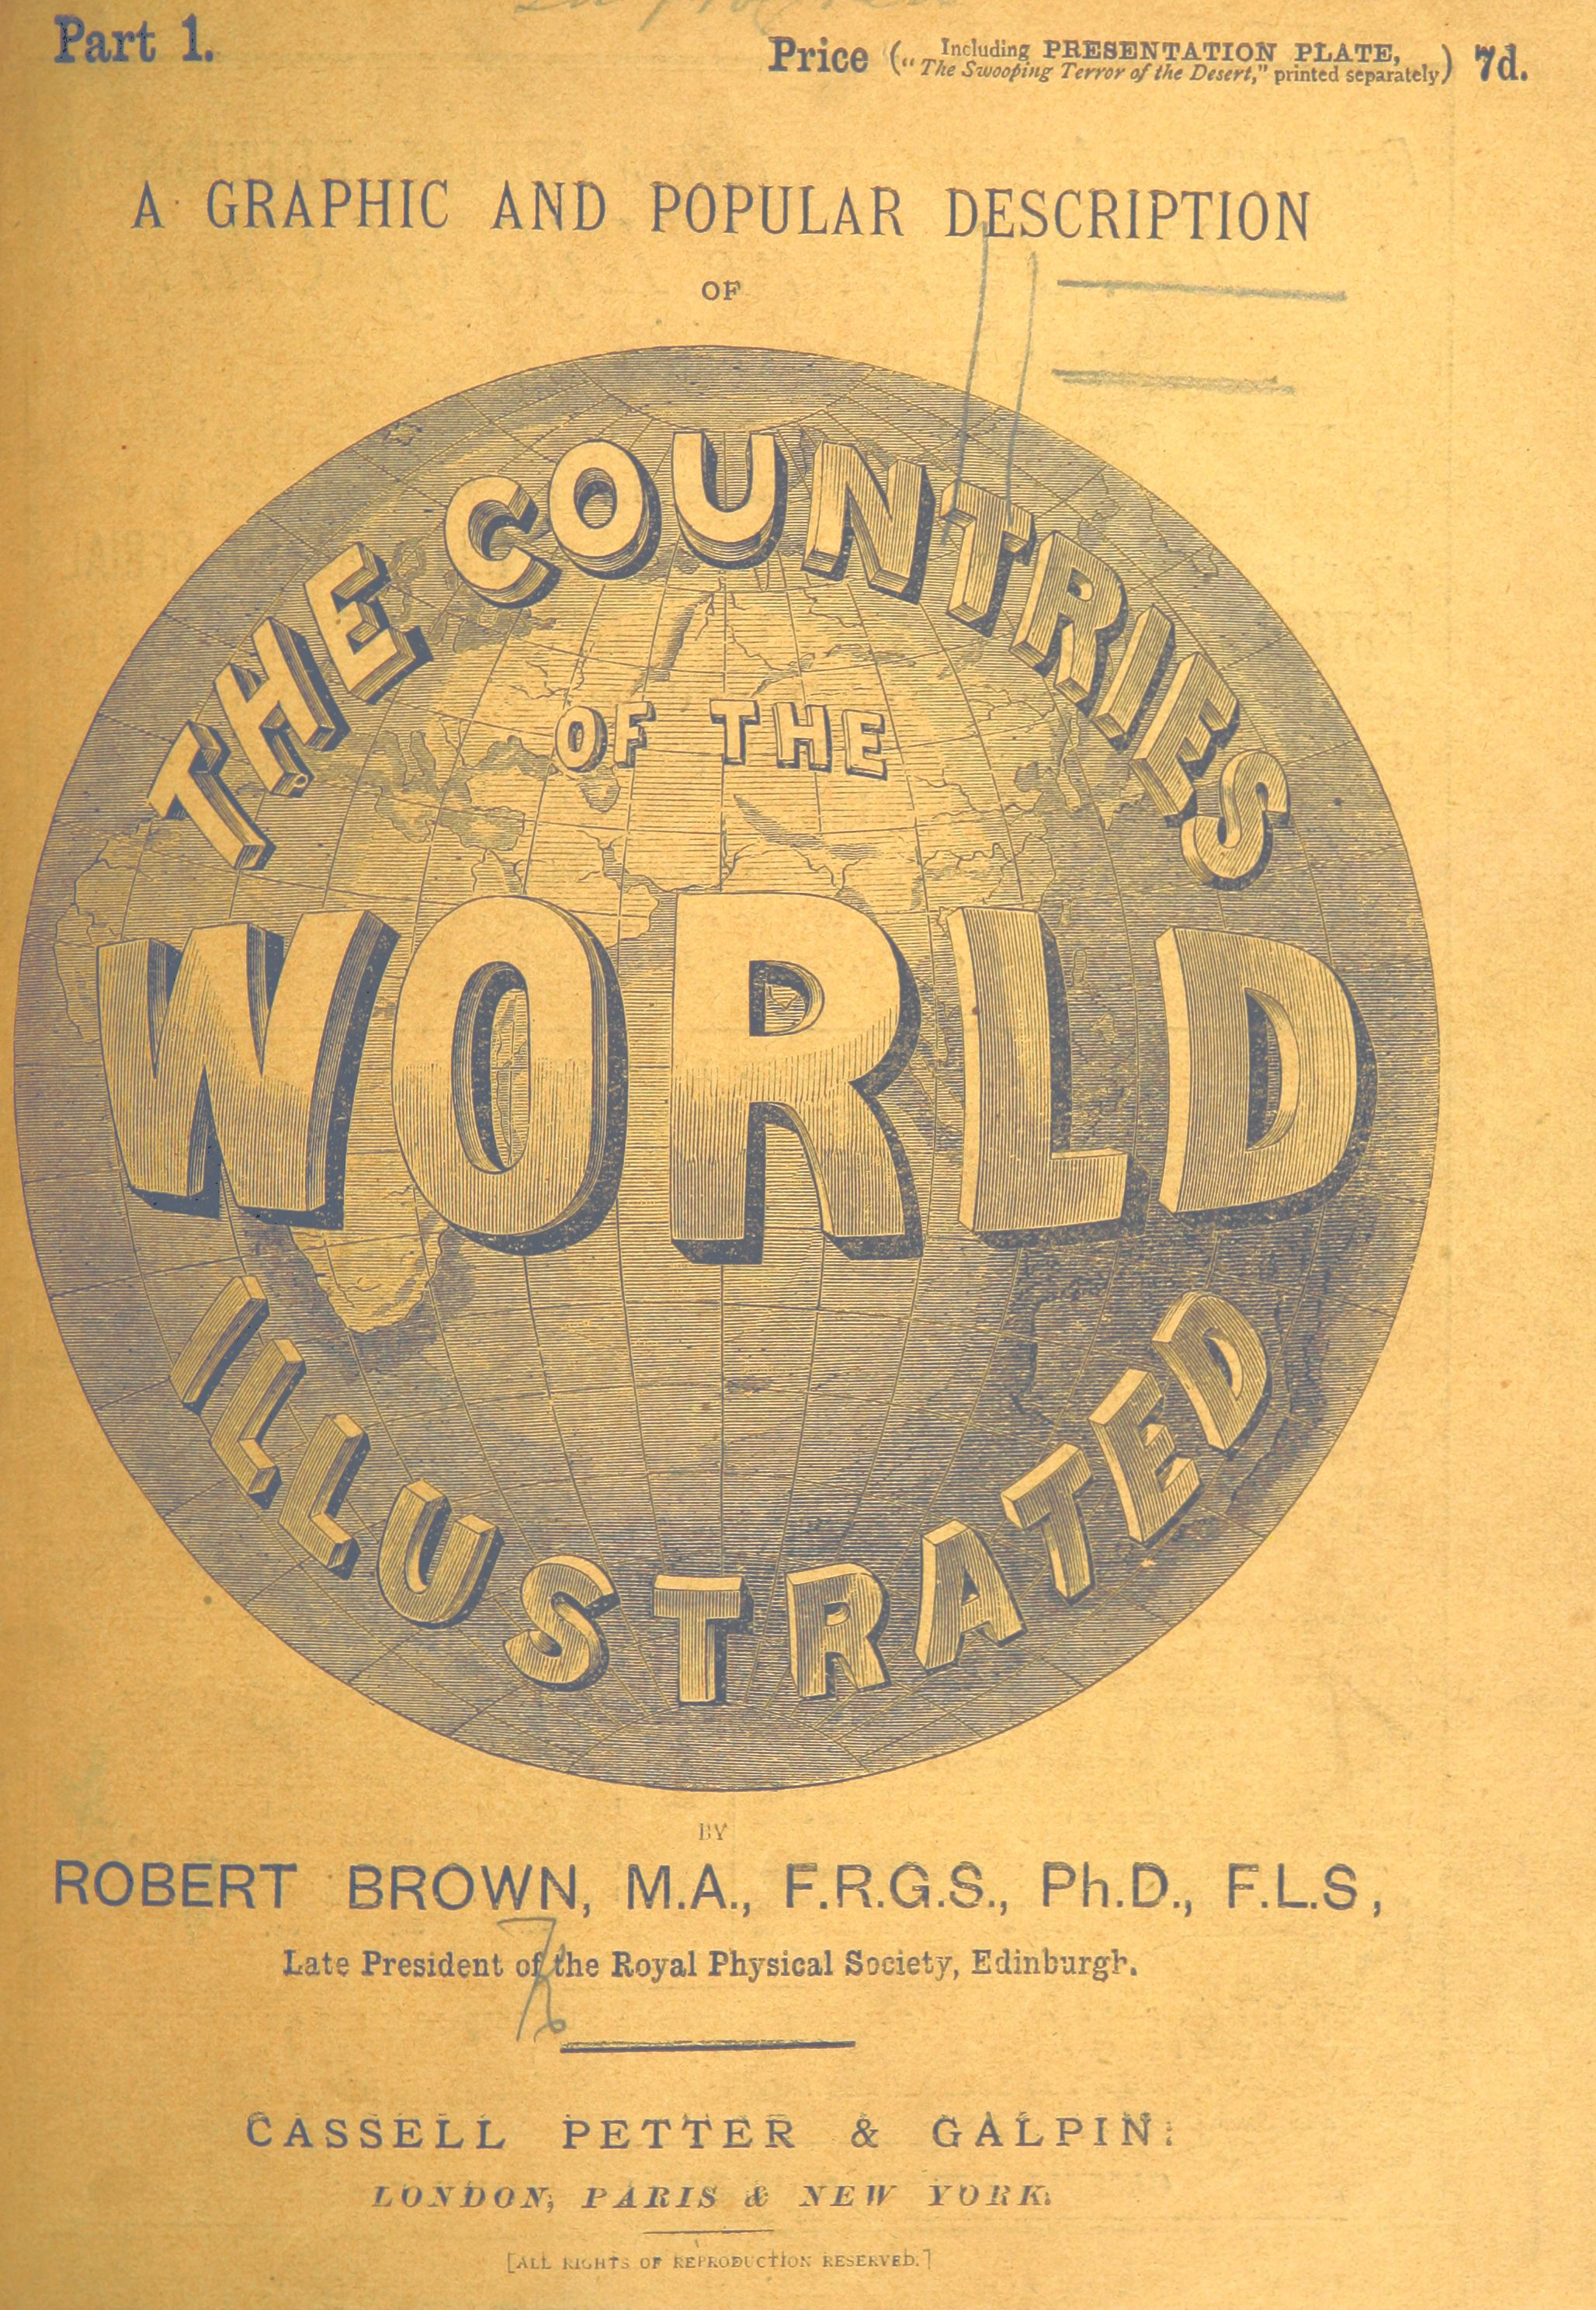 Part 1.
Price (Including PRESENTATION PLATE, "The Swooping Terror of the Desert," printed separately) 7d.
A GRAPHIC AND POPULAR DESCRIPTION
OF
THE COUNTRIES
OF THE
WORLD
ILLUSTRATED
BY
ROBERT BROWN, M.A., F.R.G.S., Ph.D., F.L.S,
Late President of the Royal Physical Society, Edinburgh.
CASSELL PETTER & GALPIN:
LONDON, PARIS & NEW YORK.
[ALL RIGHTS OF REPRODUCTION RESERVED.]